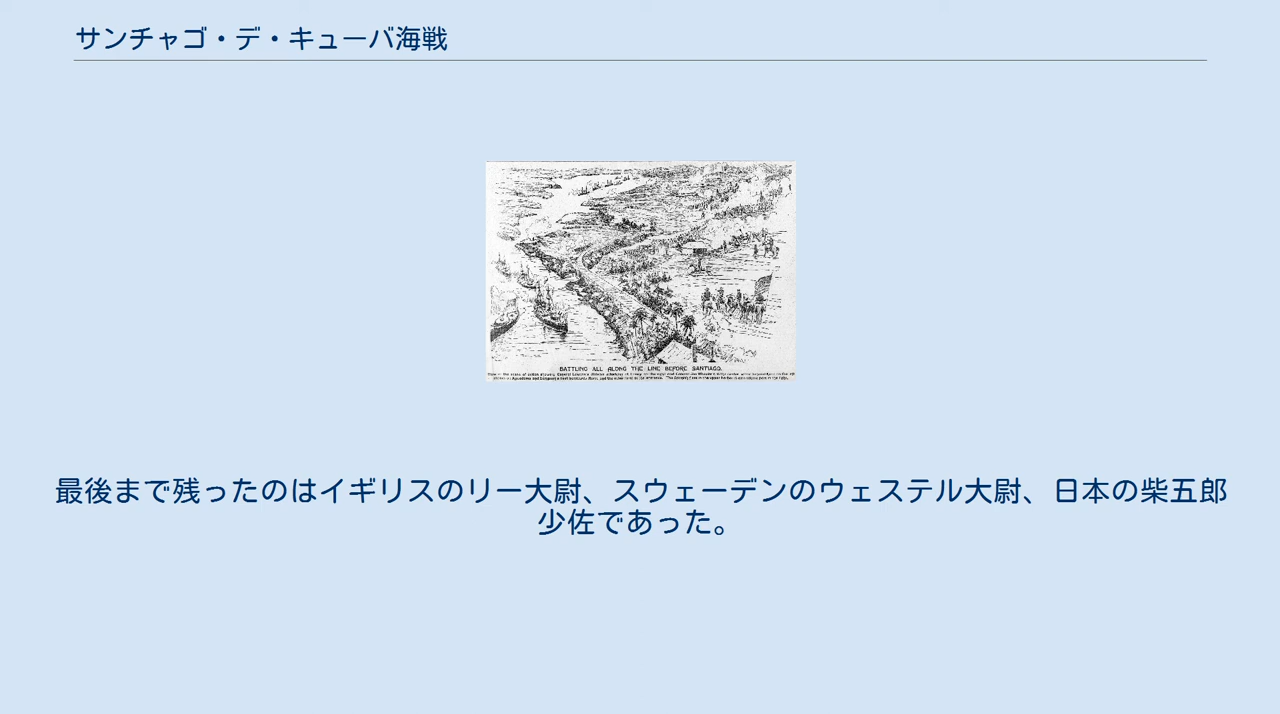 サンチャゴ・デ・キューバ海戦
BATTLING ALL ALONG THE LINE BEFORE SANTIAGO.
最後まで残ったのはイギリスのリー大尉、スウェーデンのウェステル大尉、日本の柴五郎
少佐であった。